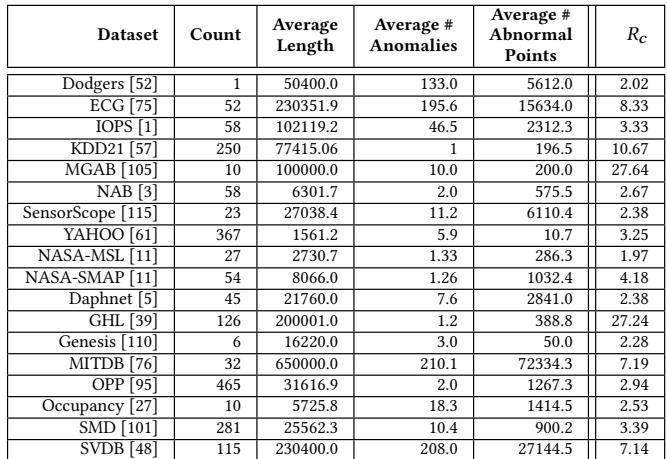 Dataset Count Average Length Average # Anomalies Average # Abnormal Points Rc
Dodgers [52] 1 50400.0 133.0 5612.0 2.02
ECG [75] 52 230351.9 195.6 15634.0 8.33
IOPS [1] 58 102119.2 46.5 2312.3 3.33
KDD21 [57] 250 77415.06 1 196.5 10.67
MGAB [105] 10 100000.0 10.0 200.0 27.64
NAB [3] 58 6301.7 2.0 575.5 2.67
SensorScope [115] 23 27038.4 11.2 6110.4 2.38
YAHOO [61] 367 1561.2 5.9 10.7 3.25
NASA-MSL [11] 27 2730.7 1.33 286.3 1.97
NASA-SMAP [11] 54 8066.0 1.26 1032.4 4.18
Daphnet [5] 45 21760.0 7.6 2841.0 2.38
GHL [39] 126 200001.0 1.2 388.8 27.24
Genesis [110] 6 16220.0 3.0 50.0 2.28
MITDB [76] 32 650000.0 210.1 72334.3 7.19
OPP [95] 465 31616.9 2.0 1267.3 2.94
Occupancy [27] 10 5725.8 18.3 1414.5 2.53
SMD [101] 281 25562.3 10.4 900.2 3.39
SVDB [48] 115 230400.0 208.0 27144.5 7.14